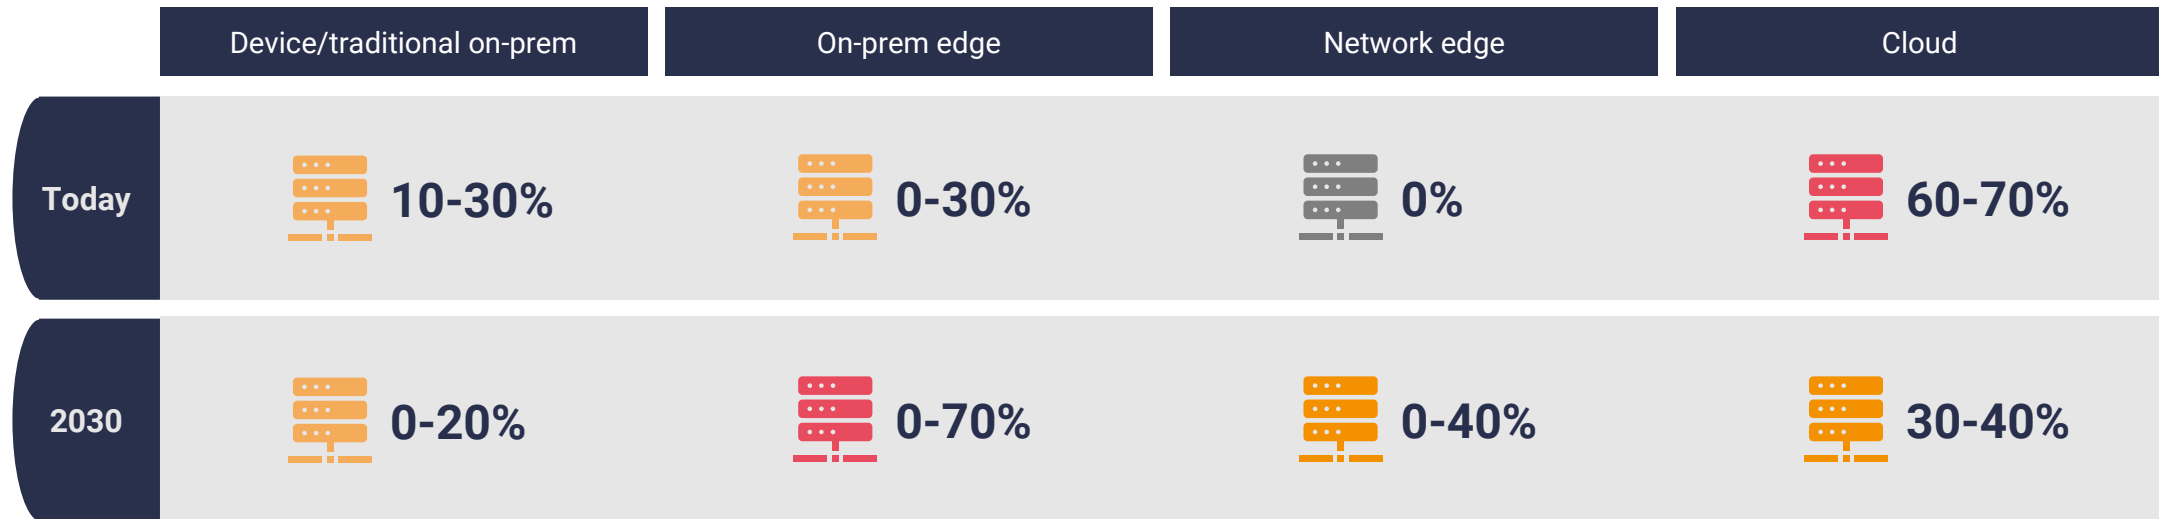 Device/traditional on-prem On-prem edge Network edge Cloud
Today 10-30% 0-30% 0% 60-70%
2030 0-20% 0-70% 0-40% 30-40%